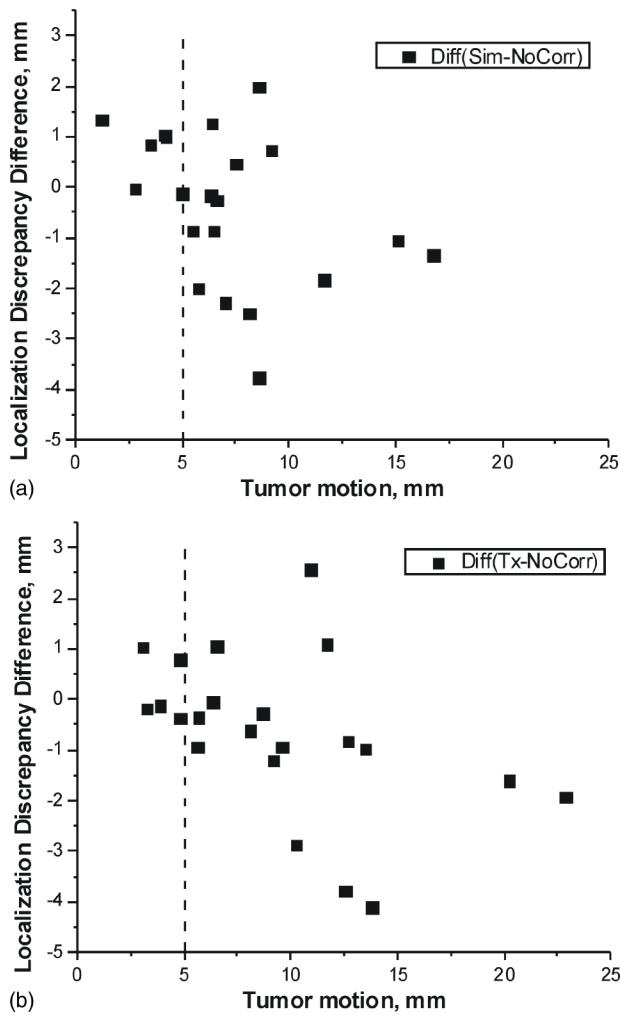 3
2
1
0
-1
-2
-3
-4
-5
Localization Discrepancy Difference, mm
Diff(Sim-NoCorr)
0 5 10 15 20 25
(a) Tumor motion, mm
3
2
1
0
-1
-2
-3
-4
-5
Localization Discrepancy Difference, mm
Diff(Tx-NoCorr)
0 5 10 15 20 25
(b) Tumor motion, mm